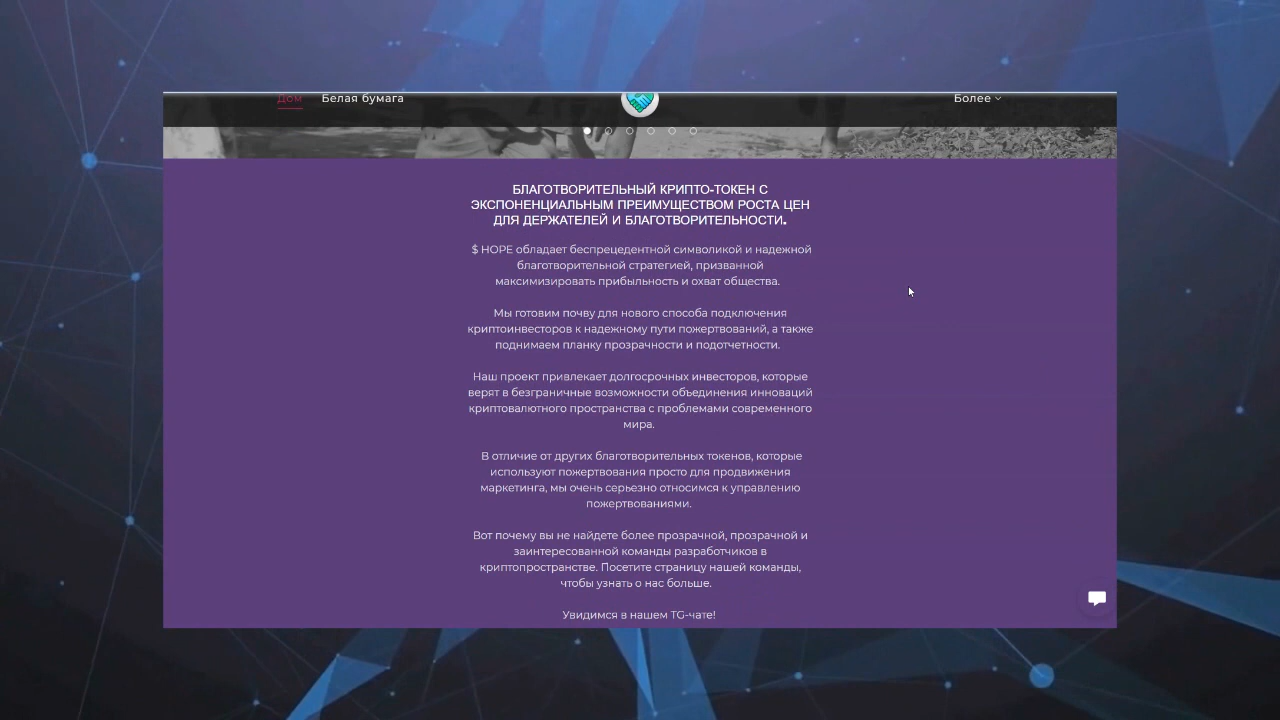 Дом
Белая бумага
Более
БЛАГОТВОРИТЕЛЬНЫЙ КРИПТО-ТОКЕН С
ЭКСПОНЕНЦИАЛЬНЫМ ПРЕИМУЩЕСТВОМ РОСТА ЦЕН
ДЛЯ ДЕРЖАТЕЛЕЙ И БЛАГОТВОРИТЕЛЬНОСТИ.
$ HOPE обладает беспрецедентной символикой и надежной
благотворительной стратегией, призванной
максимизировать прибыльность и охват общества.
Мы готовим почву для нового способа подключения
криптоинвесторов к надежному пути пожертвований, а также
поднимаем планку прозрачности и подотчетности.
Наш проект привлекает долгосрочных инвесторов, которые
верят в безграничные возможности объединения инноваций
криптовалютного пространства с проблемами современного
мира.
В отличие от других благотворительных токенов, которые
используют пожертвования просто для продвижения
маркетинга, мы очень серьезно относимся к управлению
пожертвованиями.
Вот почему вы не найдете более прозрачной, прозрачной и
заинтересованной команды разработчиков в
криптопространстве. Посетите страницу нашей команды,
чтобы узнать о нас больше.
Увидимся в нашем TG-чате!